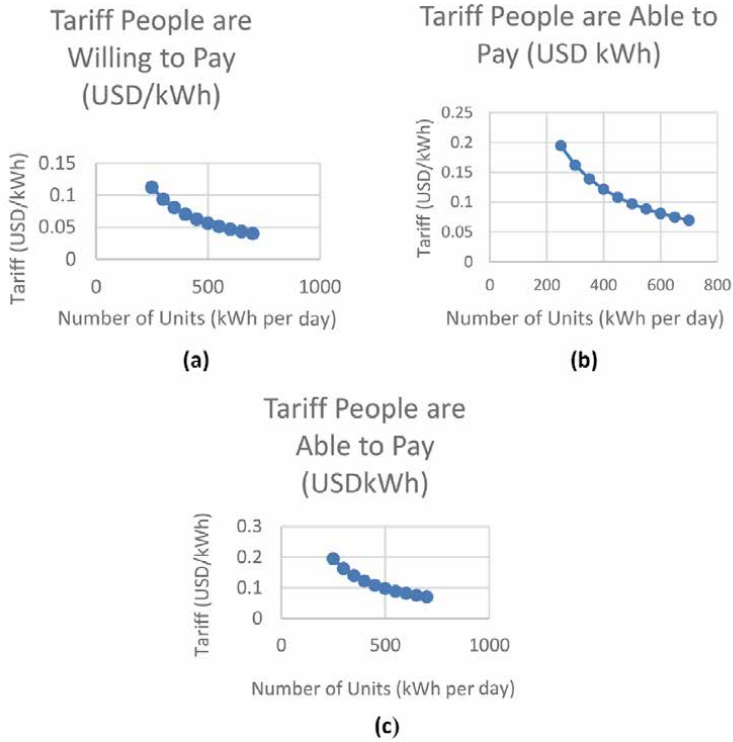 Tariff People are
Willing to Pay
(USD/kWh)
Tariff (USD/kWh)
0.15
0.1
0.05
0
0
500
1000
Number of Units (kWh per day)
(a)
Tariff People are Able to
Pay (USD kWh)
Tariff (USD/kWh)
0.25
0.2
0.15
0.1
0.05
0
0
200
400
600
800
Number of Units (kWh per day)
(b)
Tariff People are
Able to Pay
(USDkWh)
Tariff (USD/kWh)
0.3
0.2
0.1
0
0
500
1000
Number of Units (kWh per day)
(c)